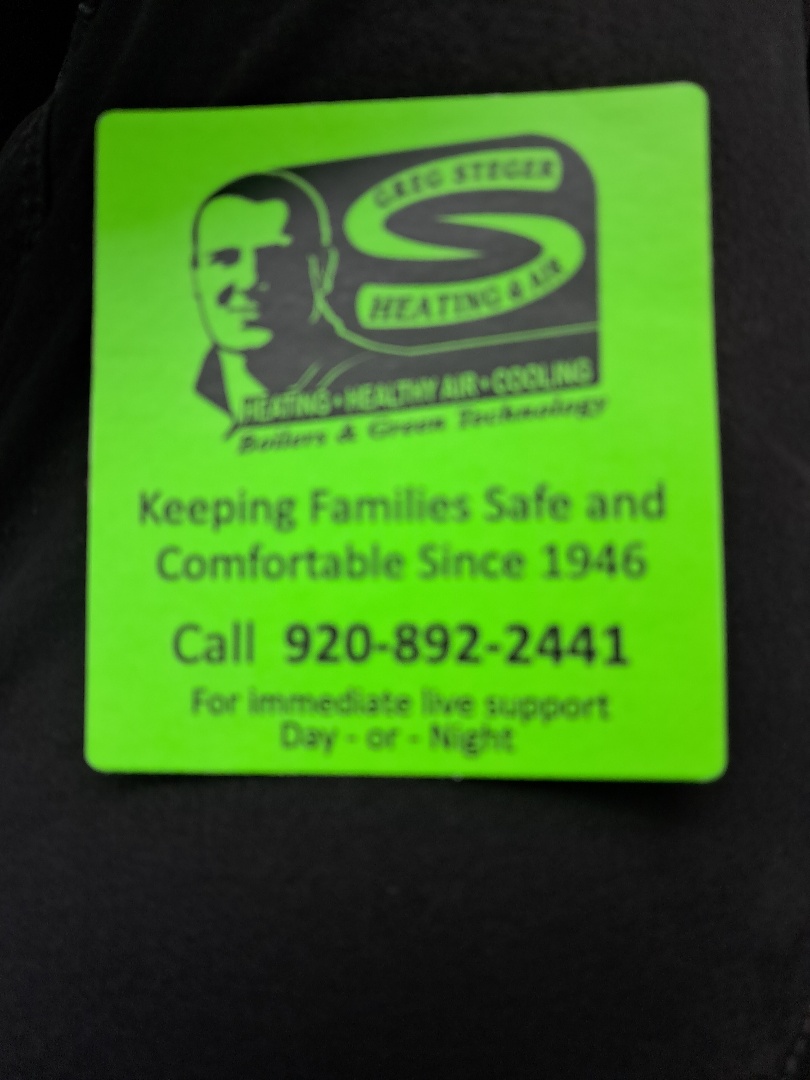 GREG STEGER
HEATING & AIR
HEATING • HEALTHY AIR • COOLING
Boilers & Green Technology
Keeping Families Safe and
Comfortable Since 1946
Call 920-892-2441
For immediate live support
Day - or - Night